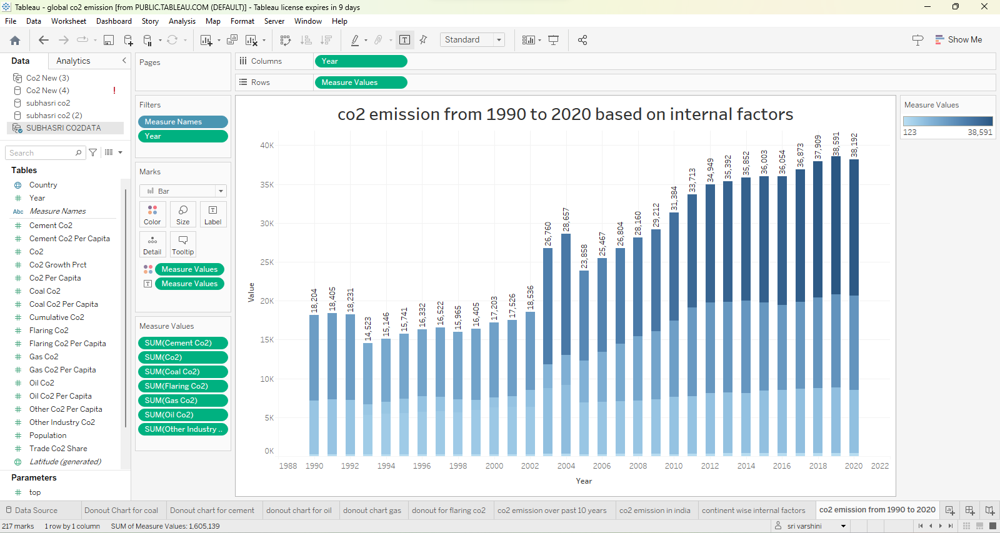 Tableau - global co2 emission [from PUBLIC.TABLEAU.COM (DEFAULT)] - Tableau license expires in 9 days
File Data Worksheet Dashboard Story Analysis Map Format Server Window Help
Standard
Show Me
Data Analytics
Co2 New (3)
Co2 New (4) !
subhasri co2
subhasri co2 (2)
SUBHASRI CO2DATA
Search
Tables
Country
# Year
Abc Measure Names
# Cement Co2
# Cement Co2 Per Capita
# Co2
# Co2 Growth Prct
# Co2 Per Capita
# Coal Co2
# Coal Co2 Per Capita
# Cumulative Co2
# Flaring Co2
# Flaring Co2 Per Capita
# Gas Co2
# Gas Co2 Per Capita
# Oil Co2
# Oil Co2 Per Capita
# Other Co2 Per Capita
# Other Industry Co2
# Population
# Trade Co2 Share
Latitude (generated)
Parameters
# top
Pages
Filters
Measure Names
Year
Marks
Bar
Color Size Label
Detail Tooltip
Measure Values
Measure Values
Measure Values
SUM(Cement Co2)
SUM(Co2)
SUM(Coal Co2)
SUM(Flaring Co2)
SUM(Gas Co2)
SUM(Oil Co2)
SUM(Other Industry ..
Columns Year
Rows Measure Values
co2 emission from 1990 to 2020 based on internal factors
Value
40K
35K
30K
25K
20K
15K
10K
5K
0K
18,204
18,405
18,231
14,523
15,146
15,741
16,332
16,522
15,965
16,405
17,203
17,526
18,536
26,760
28,657
23,858
25,467
26,804
28,160
29,212
31,384
33,713
34,949
35,392
35,852
36,003
36,054
36,873
37,909
38,591
38,192
1988 1990 1992 1994 1996 1998 2000 2002 2004 2006 2008 2010 2012 2014 2016 2018 2020 2022
Year
Measure Values
123 38,591
Data Source Donout Chart for coal Donut chart for cement donut chart for oil donut chart gas donut for flaring co2 co2 emission over past 10 years co2 emission in india continent wise internal factors co2 emission from 1990 to 2020
217 marks 1 row by 1 column SUM of Measure Values: 1,605,139
sri varshini